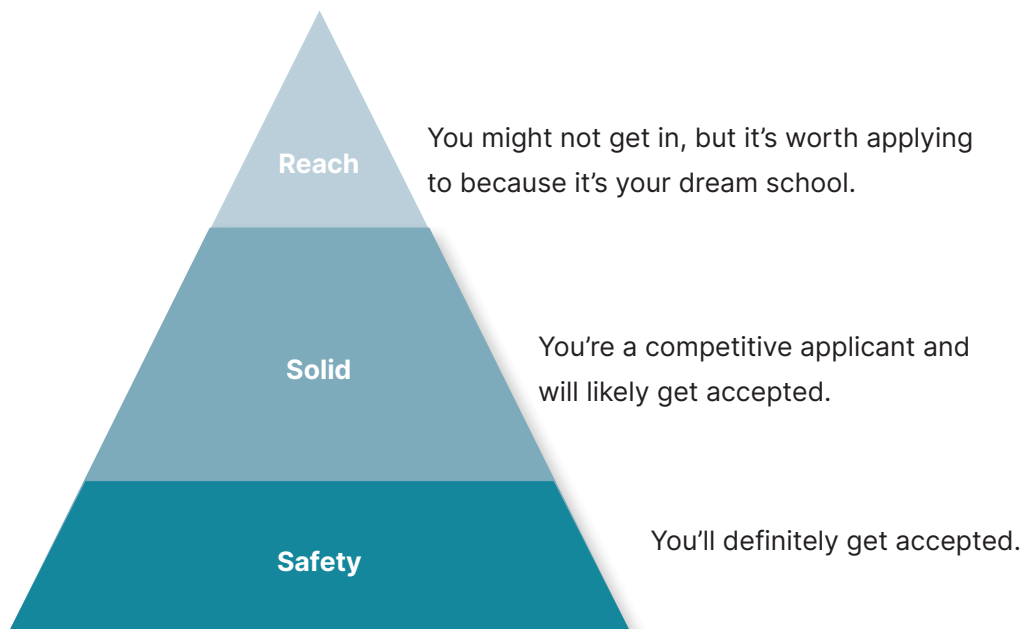 Reach
You might not get in, but it’s worth applying
to because it’s your dream school.
Solid
You’re a competitive applicant and
will likely get accepted.
Safety
You’ll definitely get accepted.